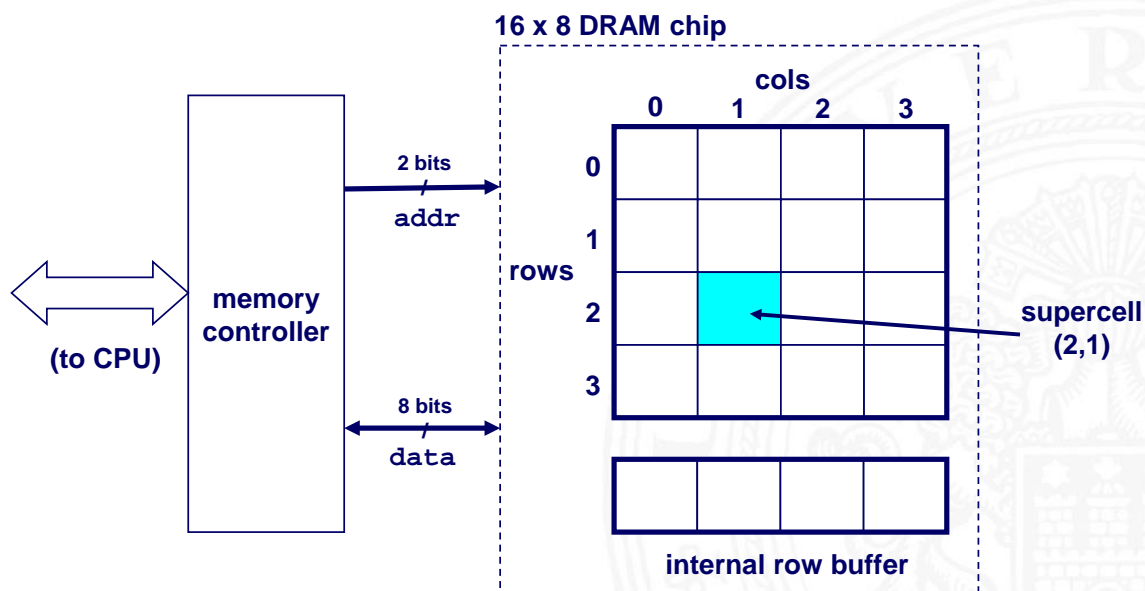 16 x 8 DRAM chip
cols
0 1 2 3
0
2 bits
addr
1
rows
memory
controller
2
supercell
(2,1)
(to CPU)
3
8 bits
data
internal row buffer